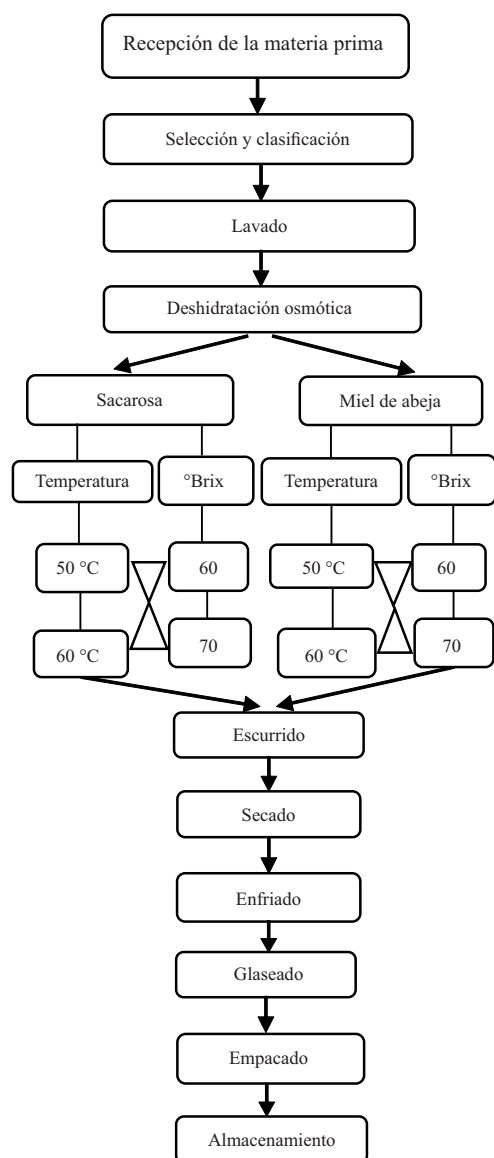 Recepción de la materia prima
Selección y clasificación
Lavado
Deshidratación osmótica
Sacarosa
Miel de abeja
Temperatura
°Brix
Temperatura
°Brix
50 °C
60
50 °C
60
60 °C
70
60 °C
70
Escurrido
Secado
Enfriado
Glaseado
Empacado
Almacenamiento